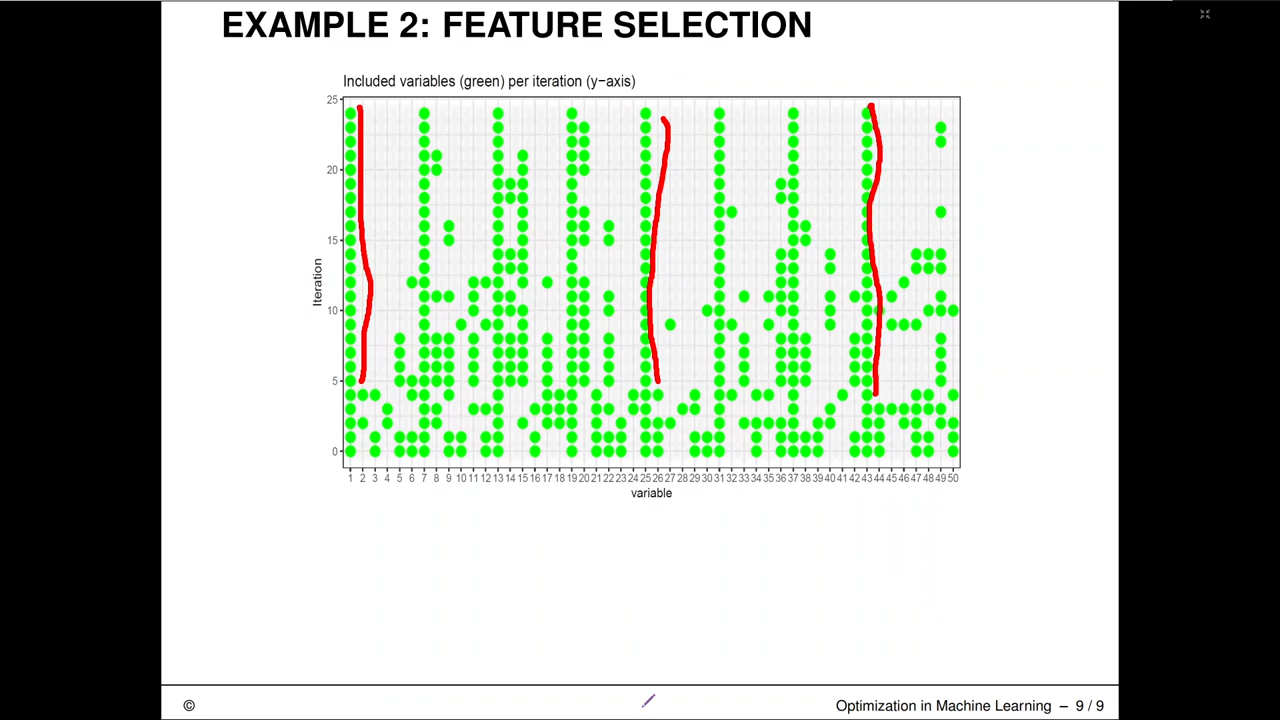 EXAMPLE 2: FEATURE SELECTION
Included variables (green) per iteration (y−axis)
25
20
15
10
5
0
Iteration
1 2 3 4 5 6 7 8 9 10 11 12 13 14 15 16 17 18 19 20 21 22 23 24 25 26 27 28 29 30 31 32 33 34 35 36 37 38 39 40 41 42 43 44 45 46 47 48 49 50
variable
© Optimization in Machine Learning – 9 / 9